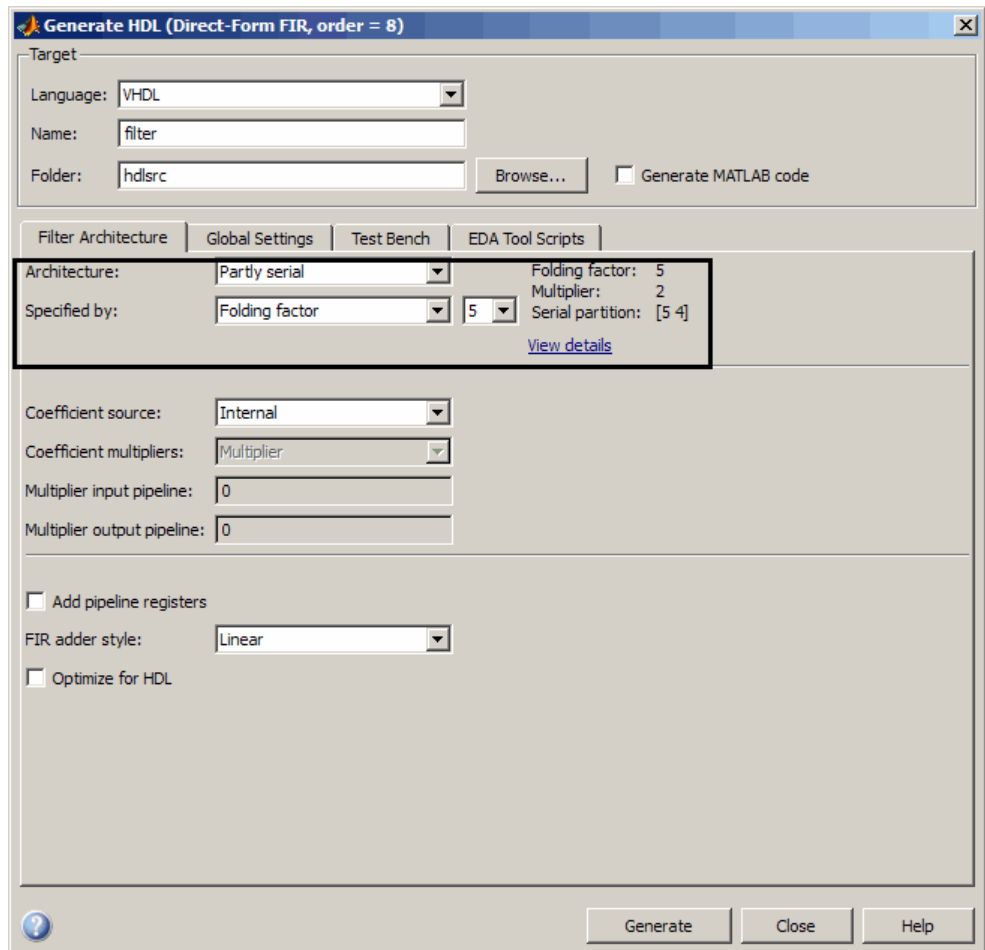 Generate HDL (Direct-Form FIR, order = 8)
Target
Language: VHDL
Name: filter
Folder: hdlsrc Browse... Generate MATLAB code
Filter Architecture Global Settings Test Bench EDA Tool Scripts
Architecture: Partly serial Folding factor: 5
Multiplier: 2
Specified by: Folding factor 5 Serial partition: [5 4]
View details
Coefficient source: Internal
Coefficient multipliers: Multiplier
Multiplier input pipeline: 0
Multiplier output pipeline: 0
Add pipeline registers
FIR adder style: Linear
Optimize for HDL
? Generate Close Help